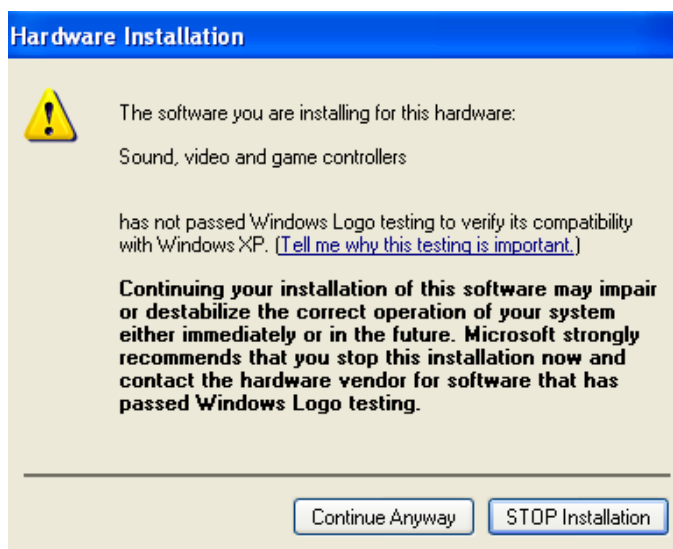 Hardware Installation
The software you are installing for this hardware:
Sound, video and game controllers
has not passed Windows Logo testing to verify its compatibility
with Windows XP. (Tell me why this testing is important.)
Continuing your installation of this software may impair
or destabilize the correct operation of your system
either immediately or in the future. Microsoft strongly
recommends that you stop this installation now and
contact the hardware vendor for software that has
passed Windows Logo testing.
Continue Anyway STOP Installation